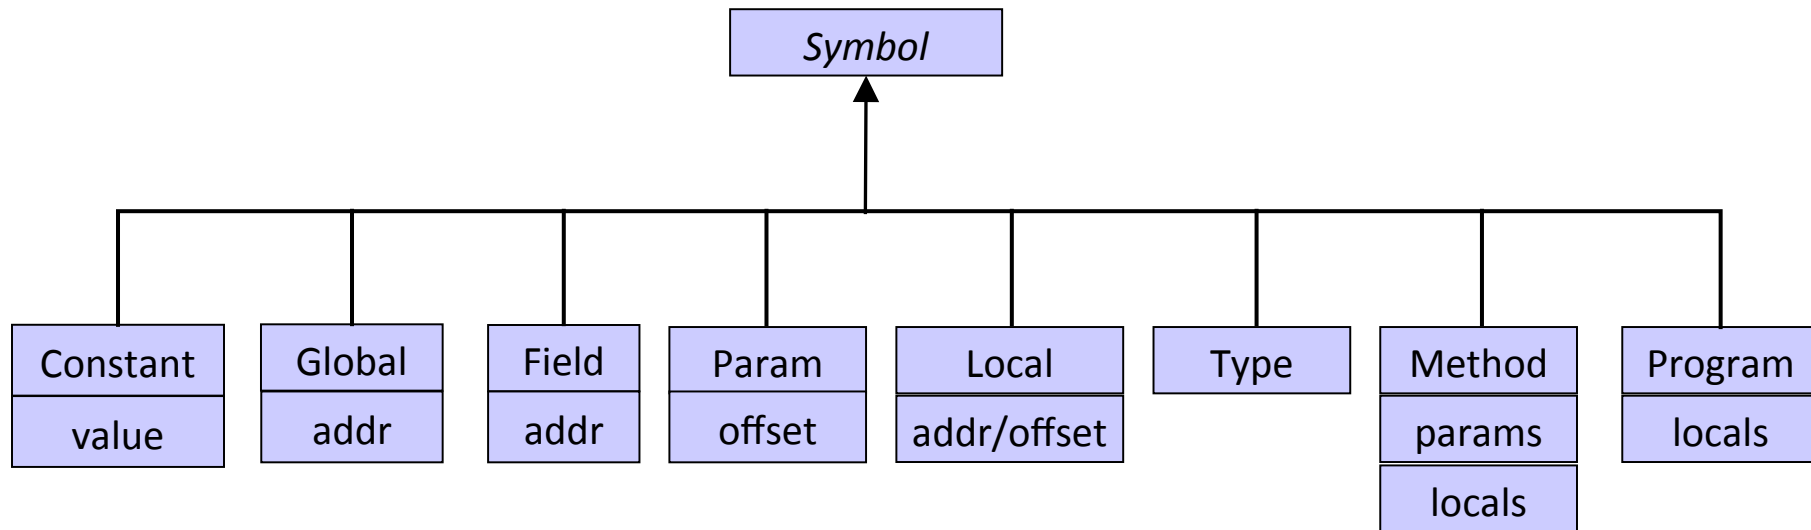 Symbol
Constant
value
Global
addr
Field
addr
Param
offset
Local
addr/offset
Type
Method
params
locals
Program
locals